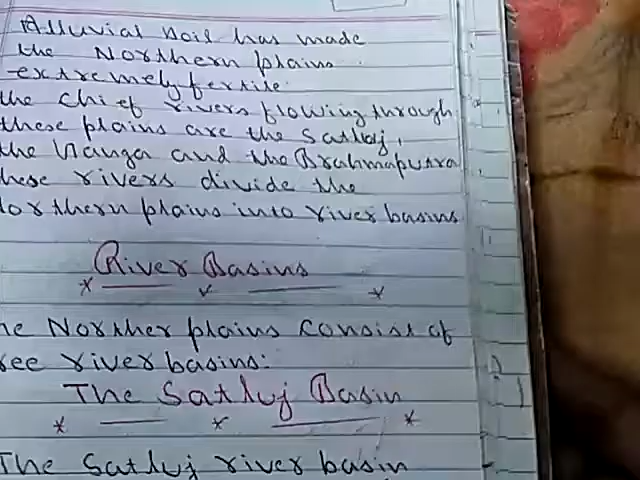 Alluvial soil has made
the Northern plains
extremely fertile.
the chief rivers flowing through
these plains are the Satluj,
the Ganga and the Brahmaputra
hese rivers divide the
orthern plains into river basins
River Basins
he Norther plains consist of
ree river basins:
The Satluj Basin
The Satluj river basin